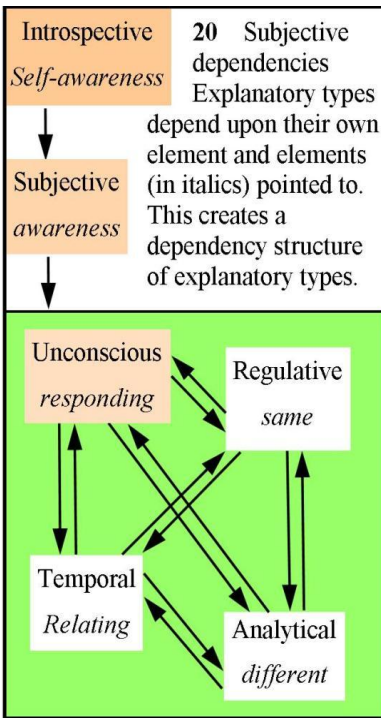 Introspective
Self-awareness
20 Subjective
dependencies
Explanatory types
depend upon their own
element and elements
(in italics) pointed to.
This creates a
dependency structure
of explanatory types.
Subjective
awareness
Unconscious
responding
Regulative
same
Temporal
Relating
Analytical
different